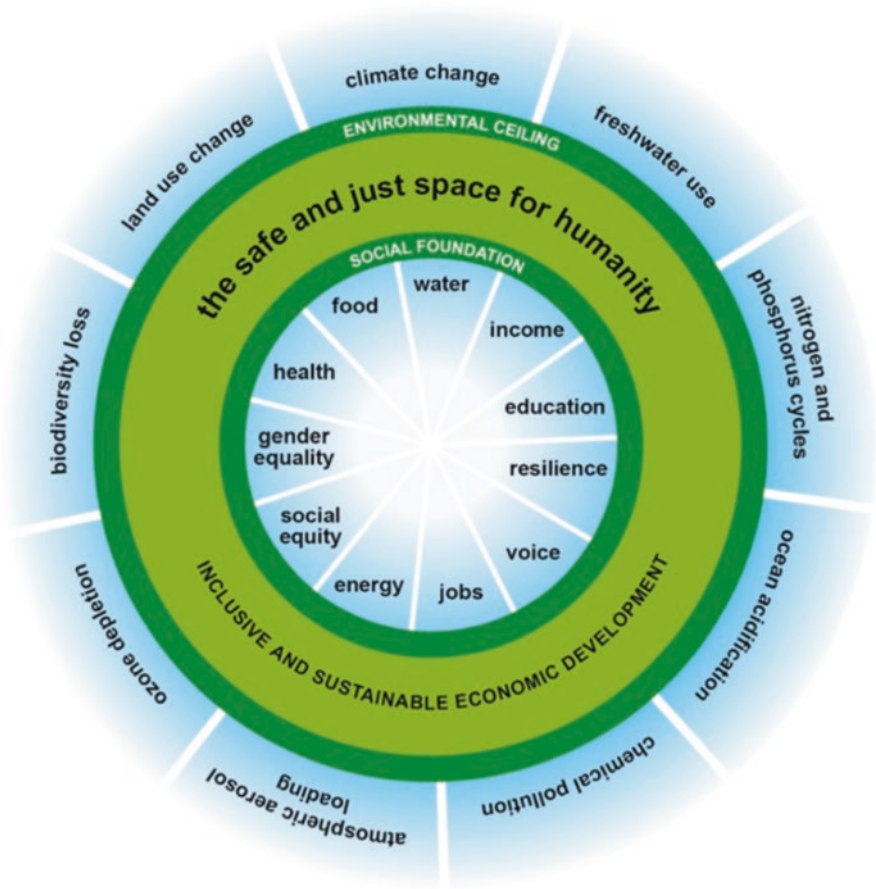 climate change
freshwater use
nitrogen and
phosphorus cycles
ocean acidification
chemical pollution
atmospheric aerosol
loading
ozone depletion
biodiversity loss
land use change
ENVIRONMENTAL CEILING
the safe and just space for humanity
SOCIAL FOUNDATION
water
income
education
resilience
voice
jobs
energy
social
equity
gender
equality
health
food
INCLUSIVE AND SUSTAINABLE ECONOMIC DEVELOPMENT